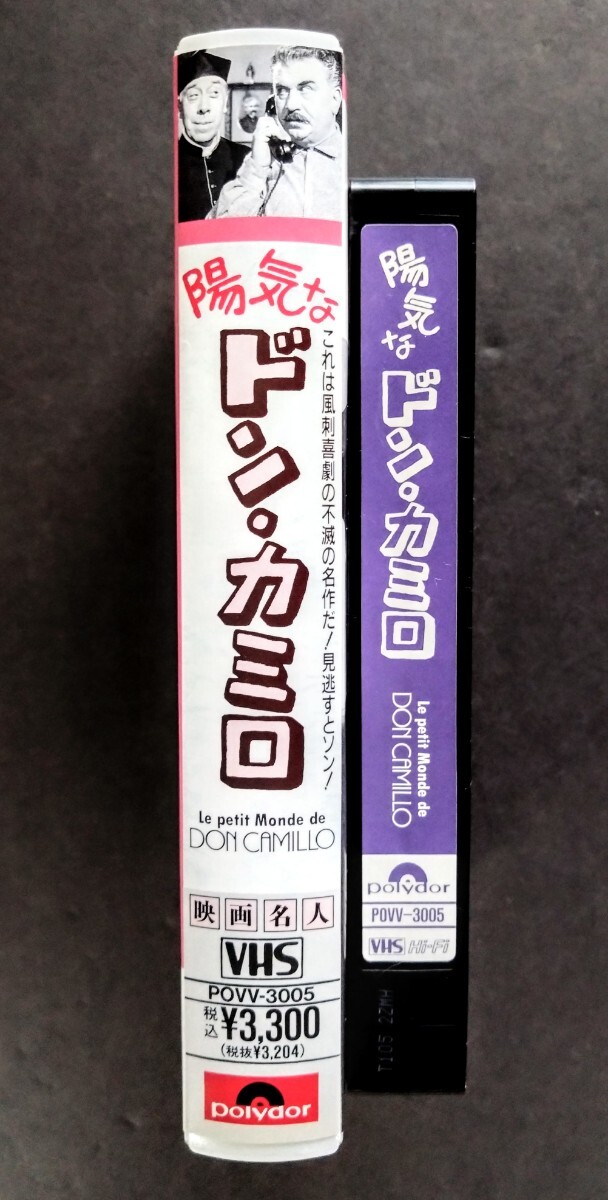 陽気な
ドン・カミロ
これは風刺喜劇の不滅の名作だ!見逃すとソン!
Le petit Monde de
DON CAMILLO
映画名人
VHS
POVV-3005
税込 ¥3,300
(税抜¥3,204)
polydor
陽気な
ドン・カミロ
Le petit Monde de
DON CAMILLO
polydor
POVV-3005
VHS Hi-Fi
T105 2ZMH